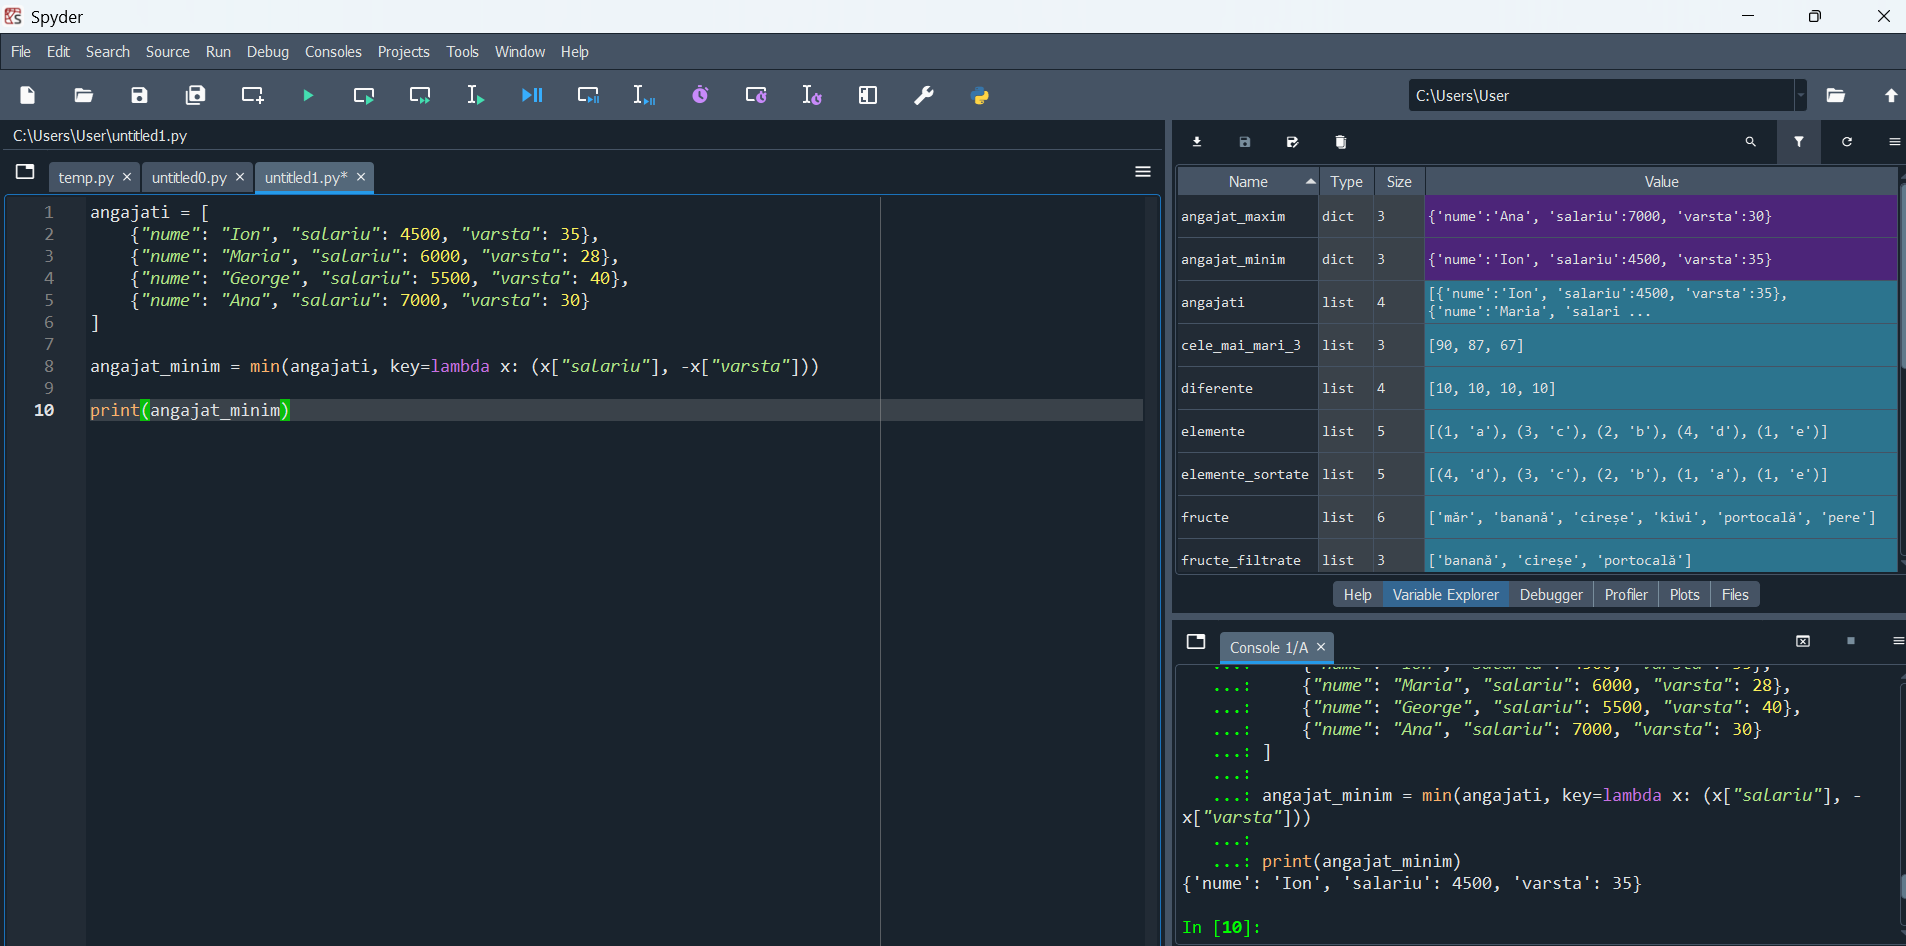 Spyder
File Edit Search Source Run Debug Consoles Projects Tools Window Help
C:\Users\User
C:\Users\User\untitled1.py
temp.py untitled0.py untitled1.py*
1 angajati = [
2     {"nume": "Ion", "salariu": 4500, "varsta": 35},
3     {"nume": "Maria", "salariu": 6000, "varsta": 28},
4     {"nume": "George", "salariu": 5500, "varsta": 40},
5     {"nume": "Ana", "salariu": 7000, "varsta": 30}
6 ]
7
8 angajat_minim = min(angajati, key=lambda x: (x["salariu"], -x["varsta"]))
9
10 print(angajat_minim)
Name Type Size Value
angajat_maxim dict 3 {'nume':'Ana', 'salariu':7000, 'varsta':30}
angajat_minim dict 3 {'nume':'Ion', 'salariu':4500, 'varsta':35}
angajati list 4 [{'nume':'Ion', 'salariu':4500, 'varsta':35},
{'nume':'Maria', 'salari ...
cele_mai_mari_3 list 3 [90, 87, 67]
diferente list 4 [10, 10, 10, 10]
elemente list 5 [(1, 'a'), (3, 'c'), (2, 'b'), (4, 'd'), (1, 'e')]
elemente_sortate list 5 [(4, 'd'), (3, 'c'), (2, 'b'), (1, 'a'), (1, 'e')]
fructe list 6 ['măr', 'banană', 'cireșe', 'kiwi', 'portocală', 'pere']
fructe_filtrate list 3 ['banană', 'cireșe', 'portocală']
Help Variable Explorer Debugger Profiler Plots Files
Console 1/A
...:     {"nume": "Ion", "salariu": 4500, "varsta": 35},
...:     {"nume": "Maria", "salariu": 6000, "varsta": 28},
...:     {"nume": "George", "salariu": 5500, "varsta": 40},
...:     {"nume": "Ana", "salariu": 7000, "varsta": 30}
...: ]
...:
...: angajat_minim = min(angajati, key=lambda x: (x["salariu"], -
x["varsta"]))
...:
...: print(angajat_minim)
{'nume': 'Ion', 'salariu': 4500, 'varsta': 35}
In [10]: